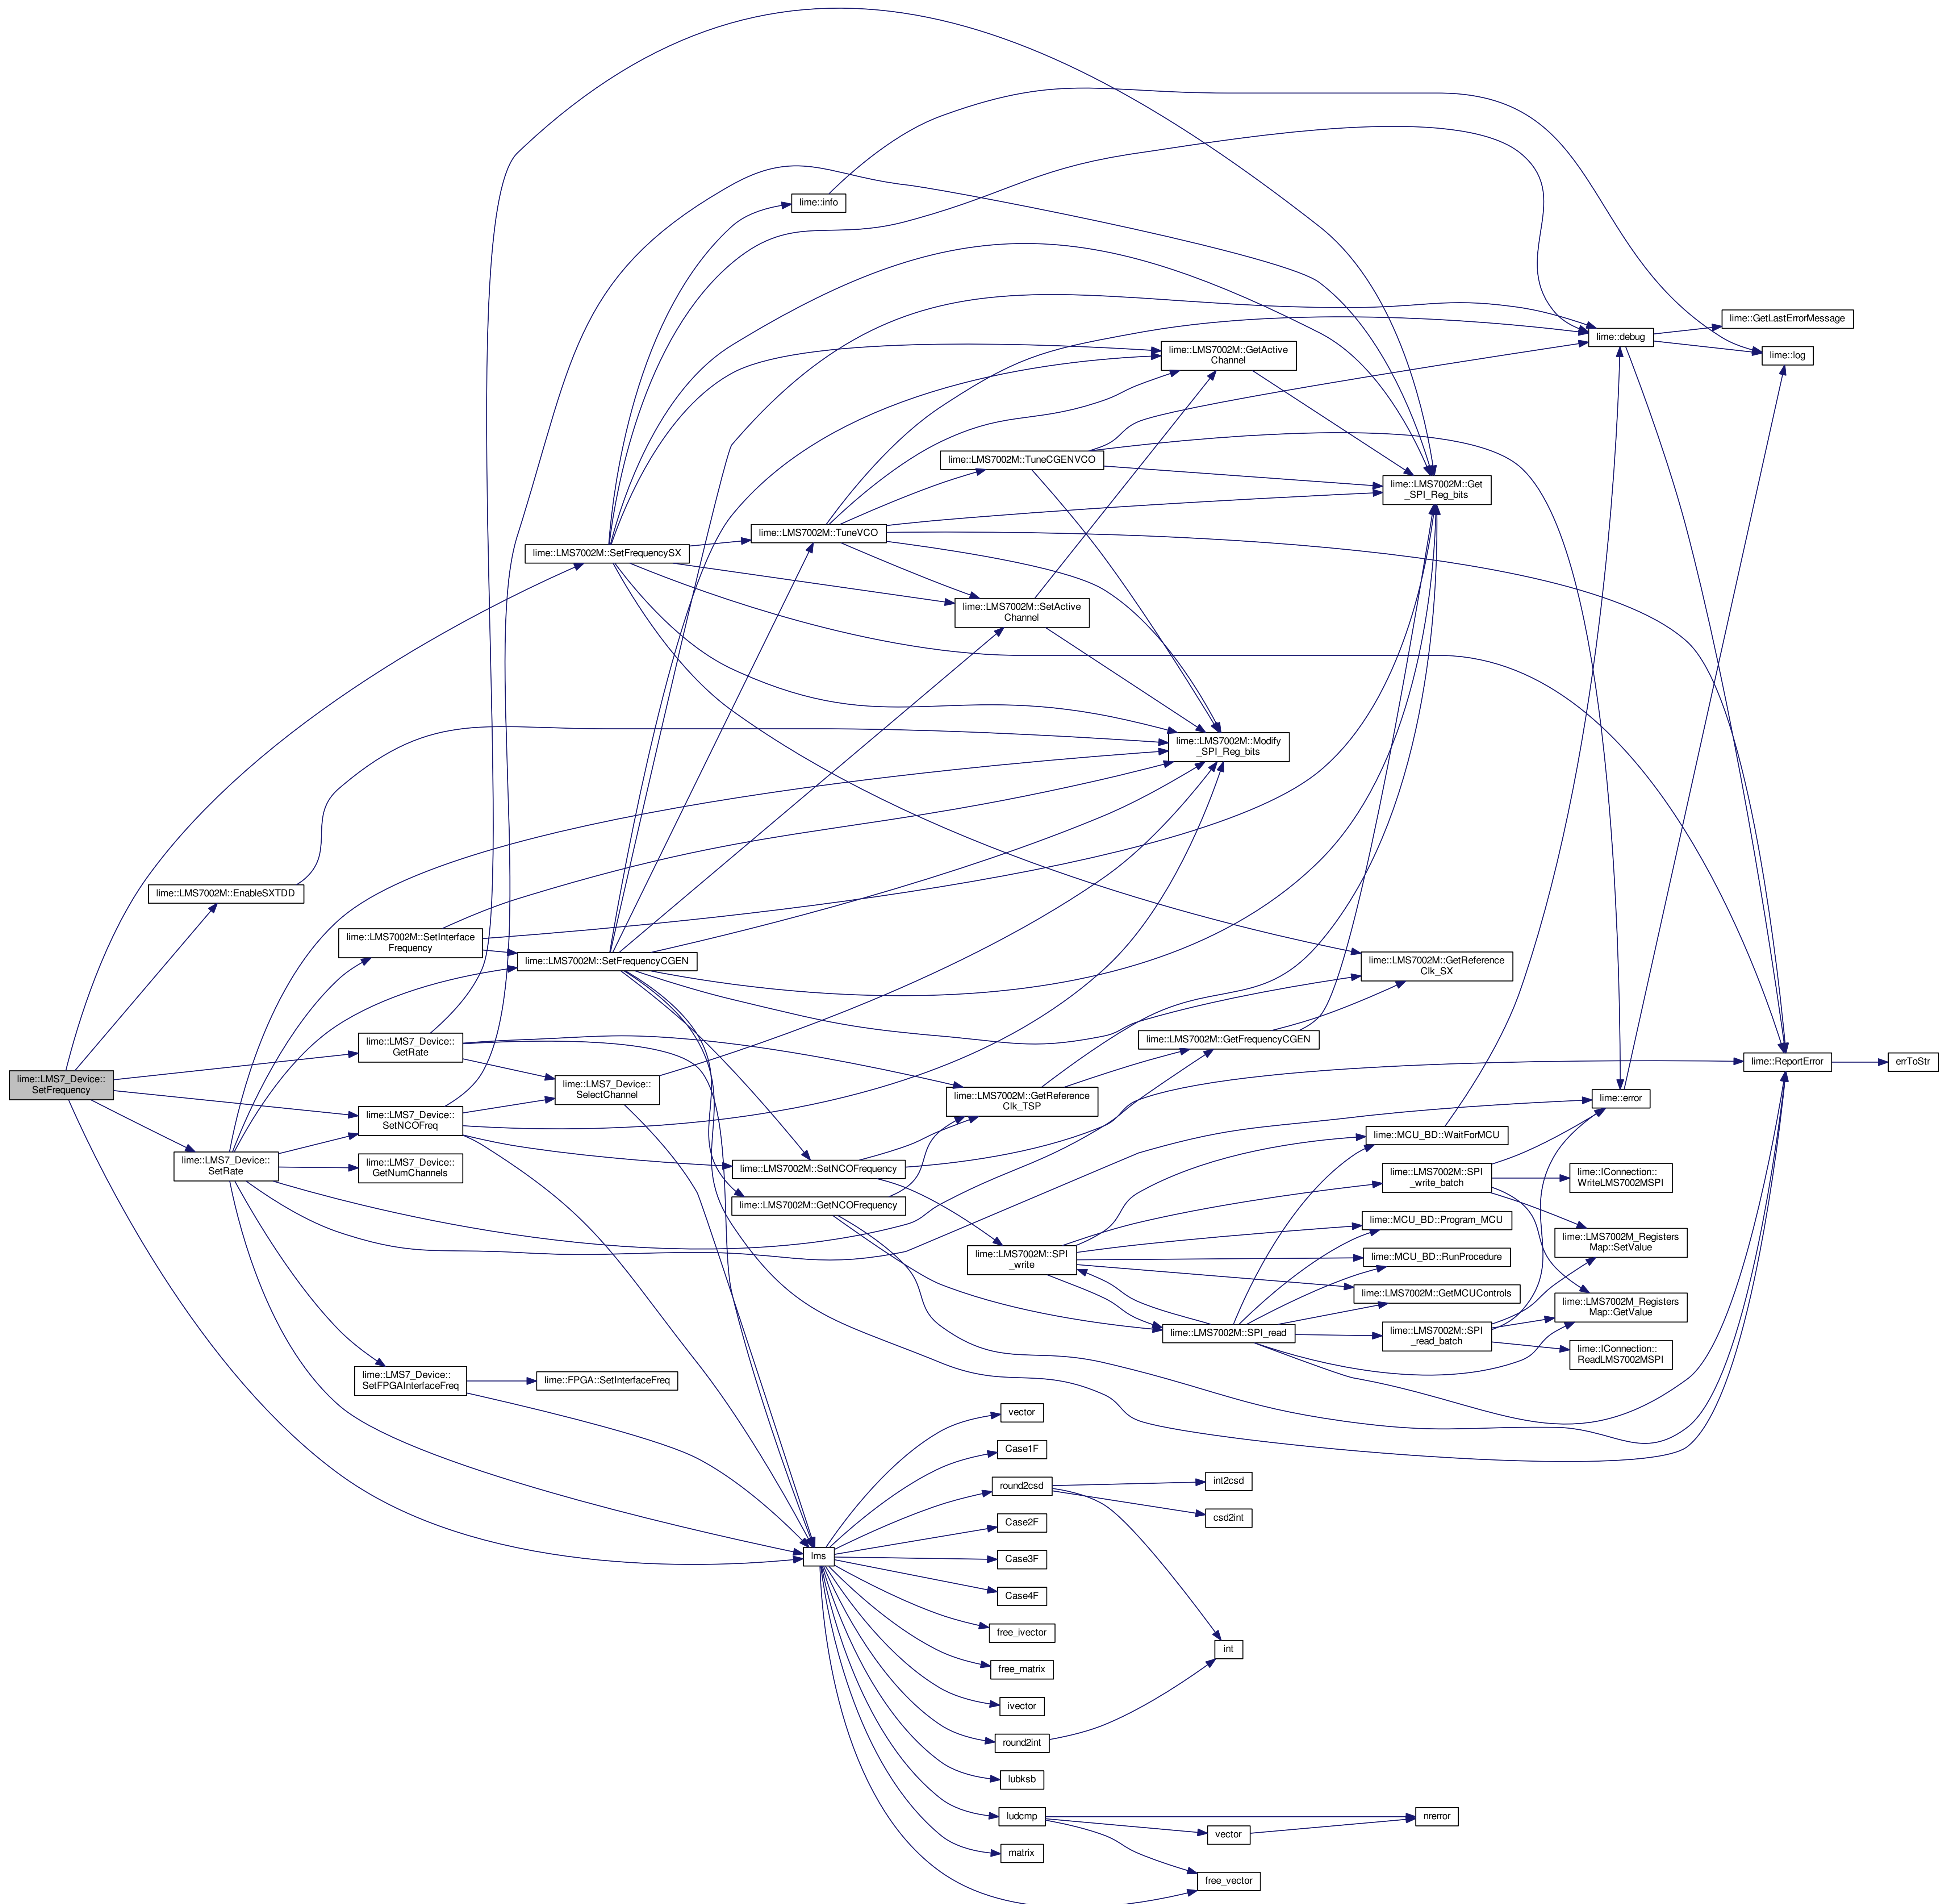 lime::info
lime::GetLastErrorMessage
lime::debug
lime::log
lime::LMS7002M::GetActive
Channel
lime::LMS7002M::TuneCGENVCO
lime::LMS7002M::Get
_SPI_Reg_bits
lime::LMS7002M::TuneVCO
lime::LMS7002M::SetFrequencySX
lime::LMS7002M::SetActive
Channel
lime::LMS7002M::Modify
_SPI_Reg_bits
lime::LMS7002M::EnableSXTDD
lime::LMS7002M::SetInterface
Frequency
lime::LMS7002M::SetFrequencyCGEN
lime::LMS7002M::GetReference
Clk_SX
lime::LMS7_Device::
GetRate
lime::LMS7002M::GetFrequencyCGEN
lime::ReportError
errToStr
lime::LMS7_Device::
SetFrequency
lime::LMS7_Device::
SelectChannel
lime::LMS7002M::GetReference
Clk_TSP
lime::error
lime::LMS7_Device::
SetNCOFreq
lime::MCU_BD::WaitForMCU
lime::LMS7_Device::
SetRate
lime::LMS7_Device::
GetNumChannels
lime::LMS7002M::SetNCOFrequency
lime::LMS7002M::SPI
_write_batch
lime::IConnection::
WriteLMS7002MSPI
lime::LMS7002M::GetNCOFrequency
lime::MCU_BD::Program_MCU
lime::LMS7002M_Registers
Map::SetValue
lime::LMS7002M::SPI
_write
lime::MCU_BD::RunProcedure
lime::LMS7002M::GetMCUControls
lime::LMS7002M_Registers
Map::GetValue
lime::LMS7002M::SPI_read
lime::LMS7002M::SPI
_read_batch
lime::IConnection::
ReadLMS7002MSPI
lime::LMS7_Device::
SetFPGAInterfaceFreq
lime::FPGA::SetInterfaceFreq
vector
Case1F
round2csd
int2csd
csd2int
Case2F
lms
Case3F
Case4F
free_ivector
int
free_matrix
ivector
round2int
lubksb
ludcmp
nrerror
vector
matrix
free_vector